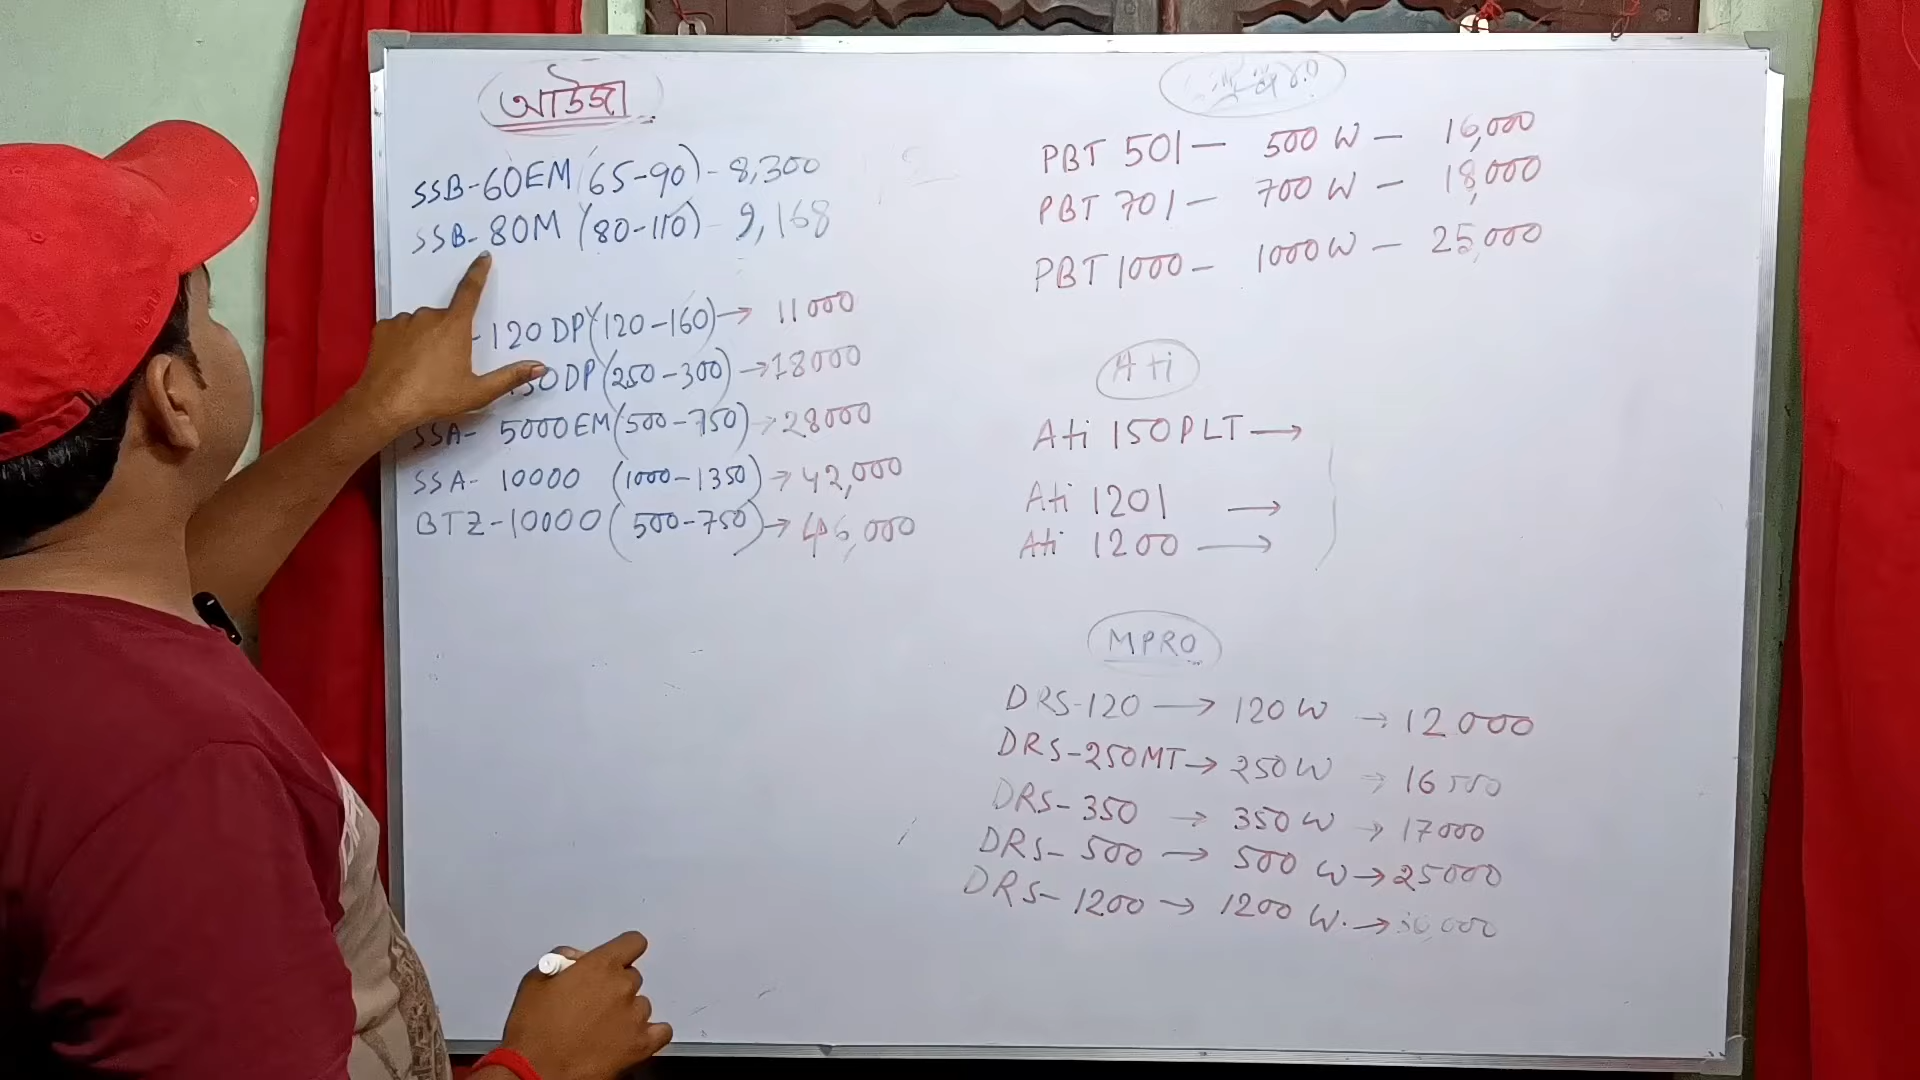 আউজা
SSB-60EM (65-90) - 8,300
SSB-80M (80-110) - 9,168
-120 DP (120-160) → 11000
50 DP (250-300) → 18000
SSA- 5000EM (500-750) → 28000
SSA- 10000 (1000-1350) → 42,000
BTZ-10000 (500-750) → 46,000
PBT 501 — 500 W — 16,000
PBT 701 — 700 W — 18,000
PBT 1000 — 1000 W — 25,000
Ati
Ati 150PLT →
Ati 1201 →
Ati 1200 →
MPRO
DRS-120 → 120 W → 12000
DRS-250MT → 250 W → 16500
DRS-350 → 350 W → 17000
DRS-500 → 500 W → 25000
DRS-1200 → 1200 W. → 30,000